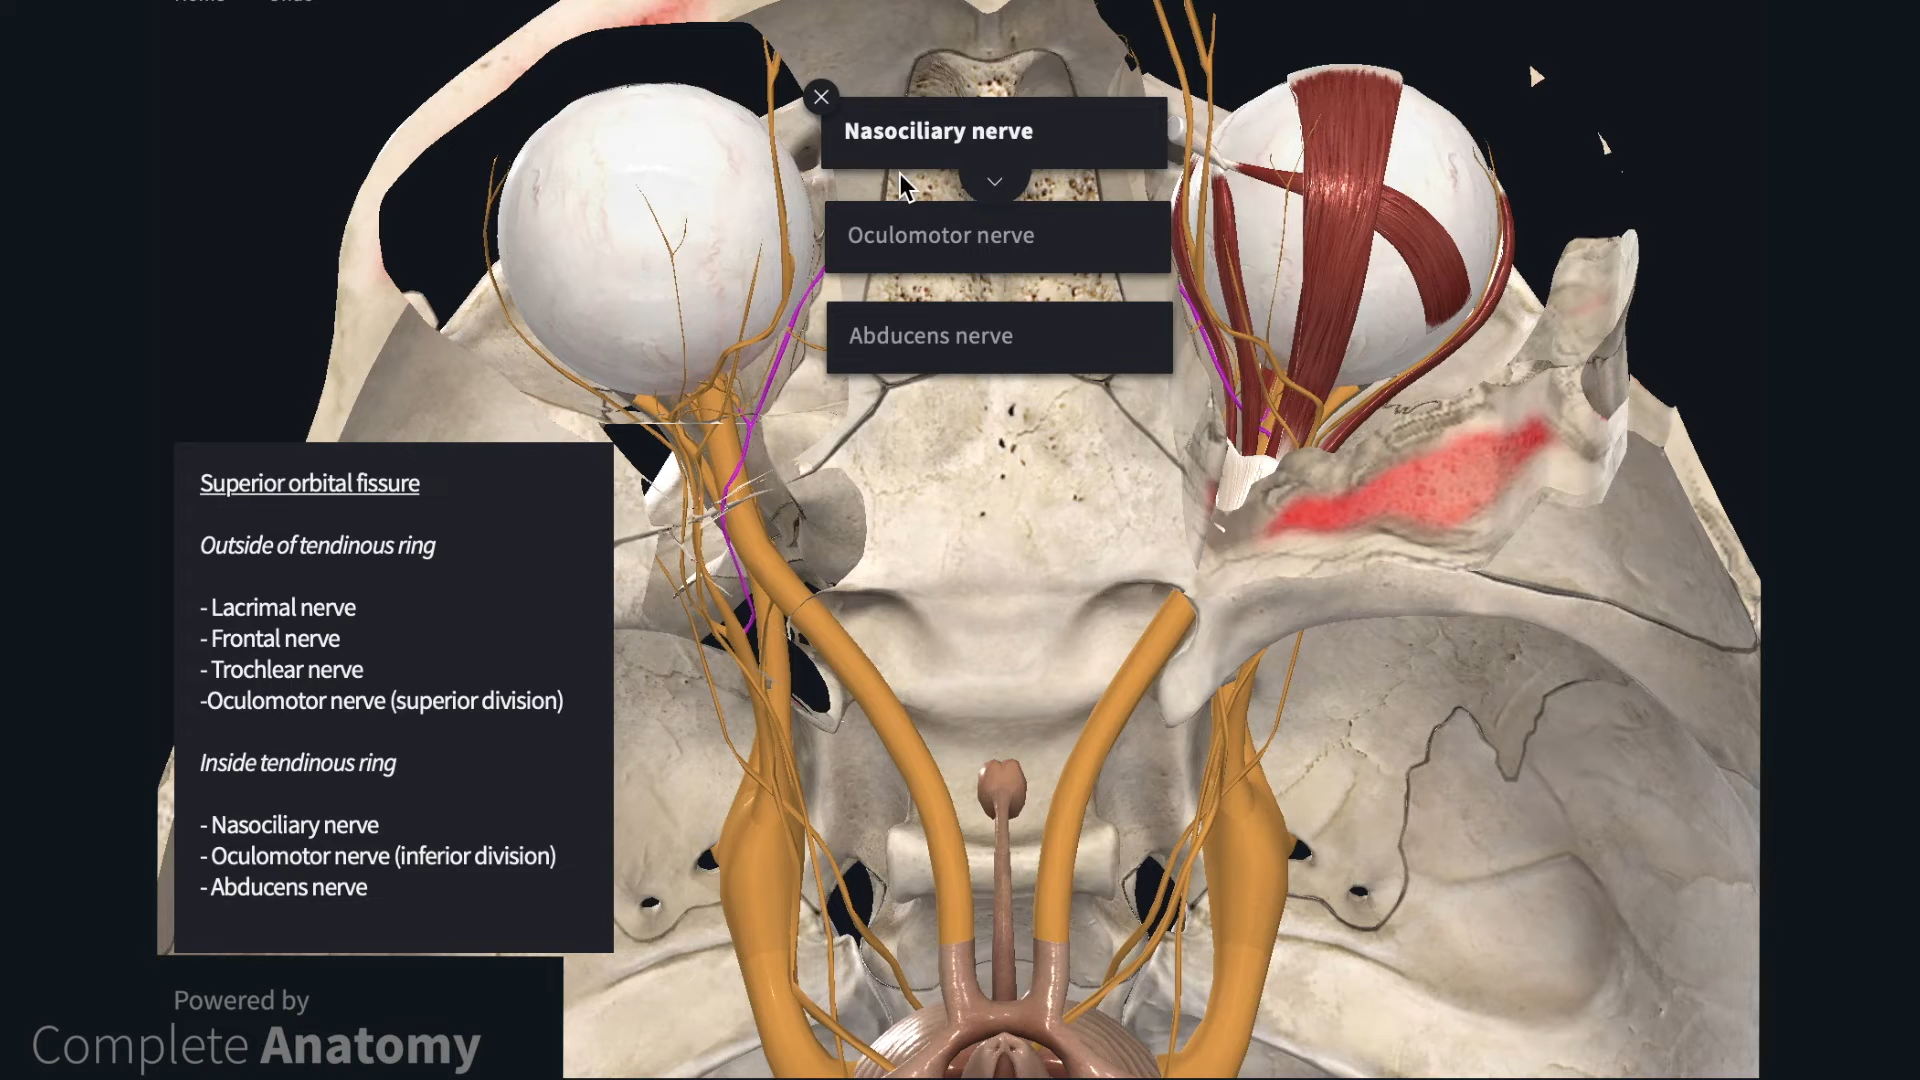 Nasociliary nerve
Oculomotor nerve
Abducens nerve
Superior orbital fissure
Outside of tendinous ring
- Lacrimal nerve
- Frontal nerve
- Trochlear nerve
-Oculomotor nerve (superior division)
Inside tendinous ring
- Nasociliary nerve
- Oculomotor nerve (inferior division)
- Abducens nerve
Powered by
Complete Anatomy